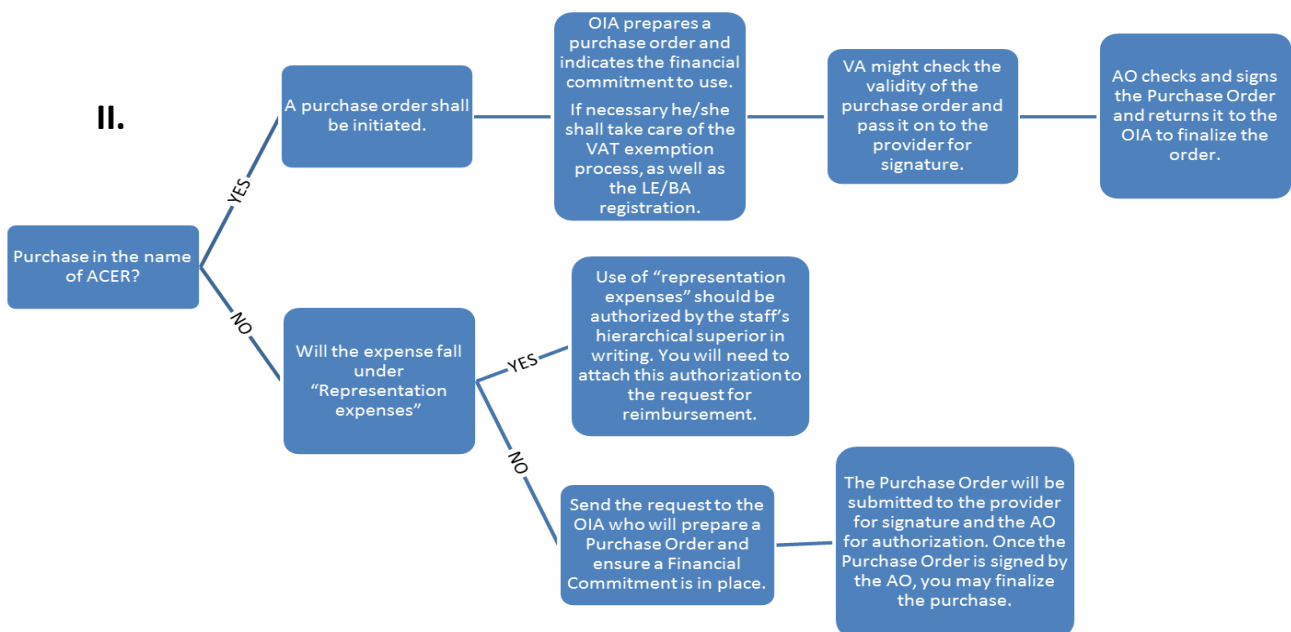 II.
Purchase in the name
of ACER?
YES
A purchase order shall
be initiated.
OIA prepares a
purchase order and
indicates the financial
commitment to use.
If necessary he/she
shall take care of the
VAT exemption
process, as well as
the LE/BA
registration.
VA might check the
validity of the
purchase order and
pass it on to the
provider for
signature.
AO checks and signs
the Purchase Order
and returns it to the
OIA to finalize the
order.
NO
Will the expense fall
under
“Representation
expenses”
YES
Use of “representation
expenses” should be
authorized by the staff’s
hierarchical superior in
writing. You will need to
attach this authorization to
the request for
reimbursement.
NO
Send the request to the
OIA who will prepare a
Purchase Order and
ensure a Financial
Commitment is in place.
The Purchase Order will be
submitted to the provider
for signature and the AO
for authorization. Once the
Purchase Order is signed by
the AO, you may finalize
the purchase.